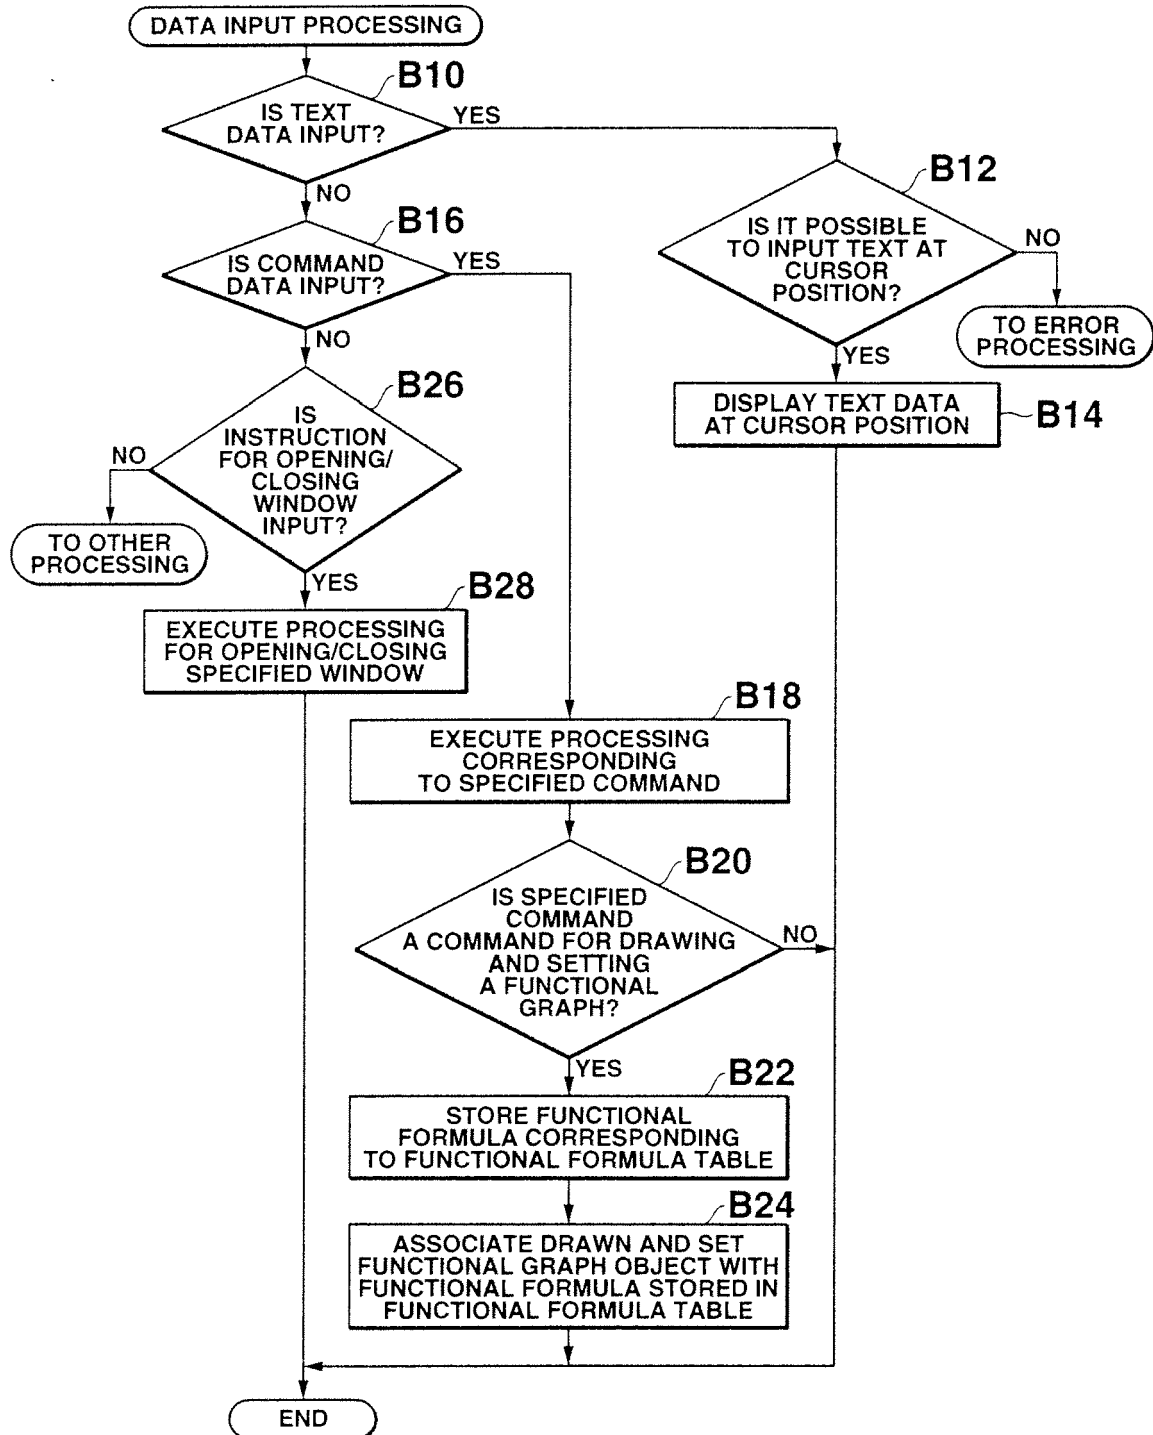 DATA INPUT PROCESSING
B10
IS TEXT
DATA INPUT?
YES
NO
B12
IS IT POSSIBLE
TO INPUT TEXT AT
CURSOR
POSITION?
NO
TO ERROR
PROCESSING
YES
B16
IS COMMAND
DATA INPUT?
YES
NO
DISPLAY TEXT DATA
AT CURSOR POSITION
B14
B26
IS
INSTRUCTION
FOR OPENING/
CLOSING
WINDOW
INPUT?
NO
TO OTHER
PROCESSING
YES
B28
EXECUTE PROCESSING
FOR OPENING/CLOSING
SPECIFIED WINDOW
B18
EXECUTE PROCESSING
CORRESPONDING
TO SPECIFIED COMMAND
B20
IS SPECIFIED
COMMAND
A COMMAND FOR DRAWING
AND SETTING
A FUNCTIONAL
GRAPH?
NO
YES
B22
STORE FUNCTIONAL
FORMULA CORRESPONDING
TO FUNCTIONAL FORMULA TABLE
B24
ASSOCIATE DRAWN AND SET
FUNCTIONAL GRAPH OBJECT WITH
FUNCTIONAL FORMULA STORED IN
FUNCTIONAL FORMULA TABLE
END